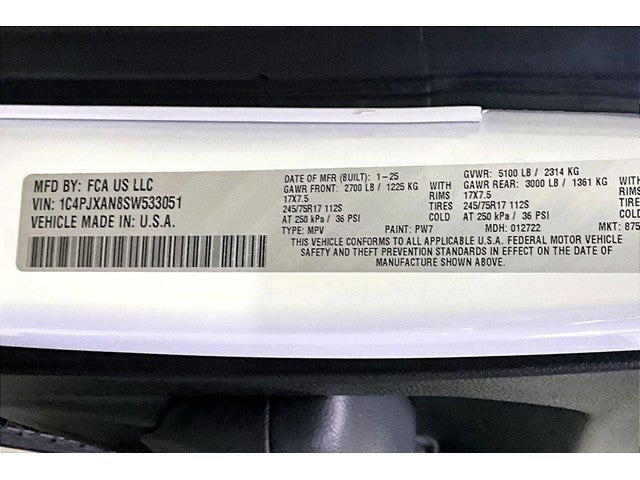 MFD BY: FCA US LLC
VIN: 1C4PJXAN8SW533051
VEHICLE MADE IN: U.S.A.
DATE OF MFR (BUILT): 1-25
GAWR FRONT: 2700 LB / 1225 KG WITH
17X7.5 RIMS
245/75R17 112S TIRES
AT 250 kPa / 36 PSI COLD
TYPE: MPV PAINT: PW7
GVWR: 5100 LB / 2314 KG
GAWR REAR: 3000 LB / 1361 KG WITH
17X7.5 RIMS
245/75R17 112S TIRES
AT 250 kPa / 36 PSI COLD
MDH: 012722 MKT: 875
THIS VEHICLE CONFORMS TO ALL APPLICABLE U.S.A. FEDERAL MOTOR VEHICLE
SAFETY AND THEFT PREVENTION STANDARDS IN EFFECT ON THE DATE OF
MANUFACTURE SHOWN ABOVE.